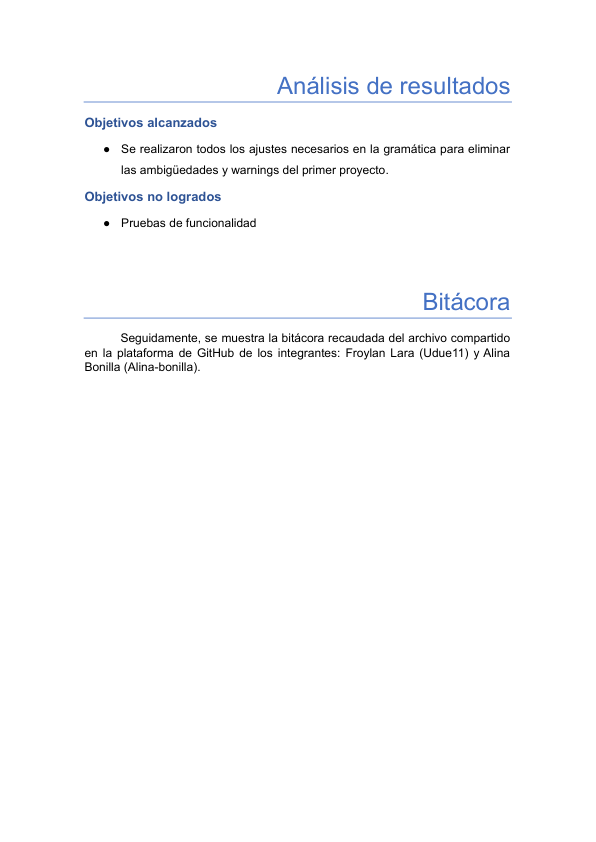 Análisis de resultados
Objetivos alcanzados
● Se realizaron todos los ajustes necesarios en la gramática para eliminar
las ambigüedades y warnings del primer proyecto.
Objetivos no logrados
● Pruebas de funcionalidad
Bitácora
Seguidamente, se muestra la bitácora recaudada del archivo compartido
en la plataforma de GitHub de los integrantes: Froylan Lara (Udue11) y Alina
Bonilla (Alina-bonilla).